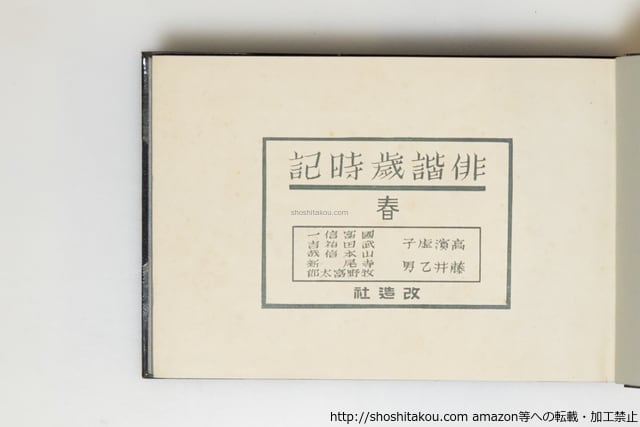 俳諧歲時記
春
shoshitakou.com
高濱虚子
藤井乙男
國富信一
武田祐吉
山本信哉
寺尾新
牧野富太郎
改造社
http://shoshitakou.com amazon等への転載・加工禁止